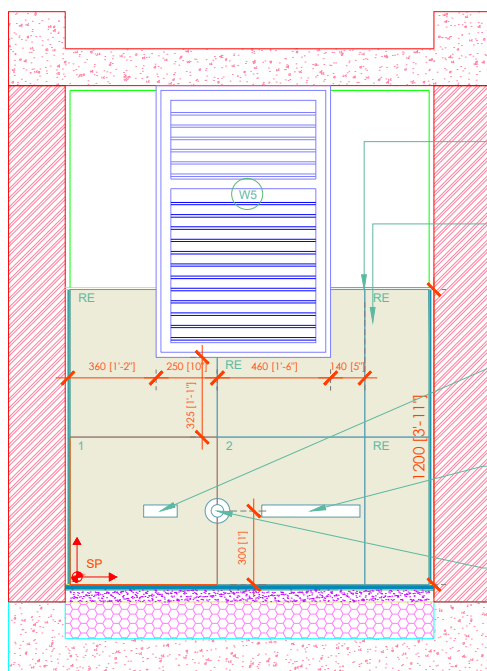 W5
RE
RE
360 [1'-2"]
250 [10"]
RE
460 [1'-6"]
140 [5"]
325 [1'-1"]
1
2
RE
1200 [3'-11"]
300 [1']
SP